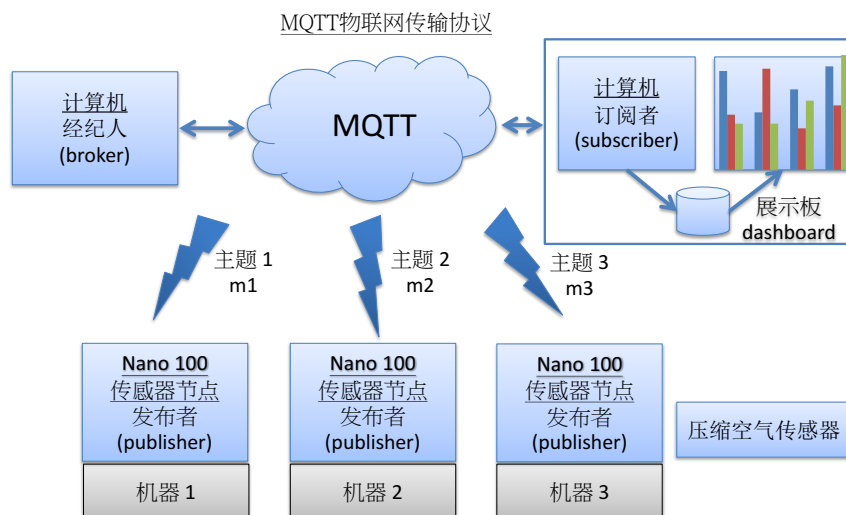 MQTT物联网传输协议
计算机
经纪人
(broker)
MQTT
计算机
订阅者
(subscriber)
展示板
dashboard
主题 1
m1
主题 2
m2
主题 3
m3
Nano 100
传感器节点
发布者
(publisher)
机器 1
Nano 100
传感器节点
发布者
(publisher)
机器 2
Nano 100
传感器节点
发布者
(publisher)
机器 3
压缩空气传感器